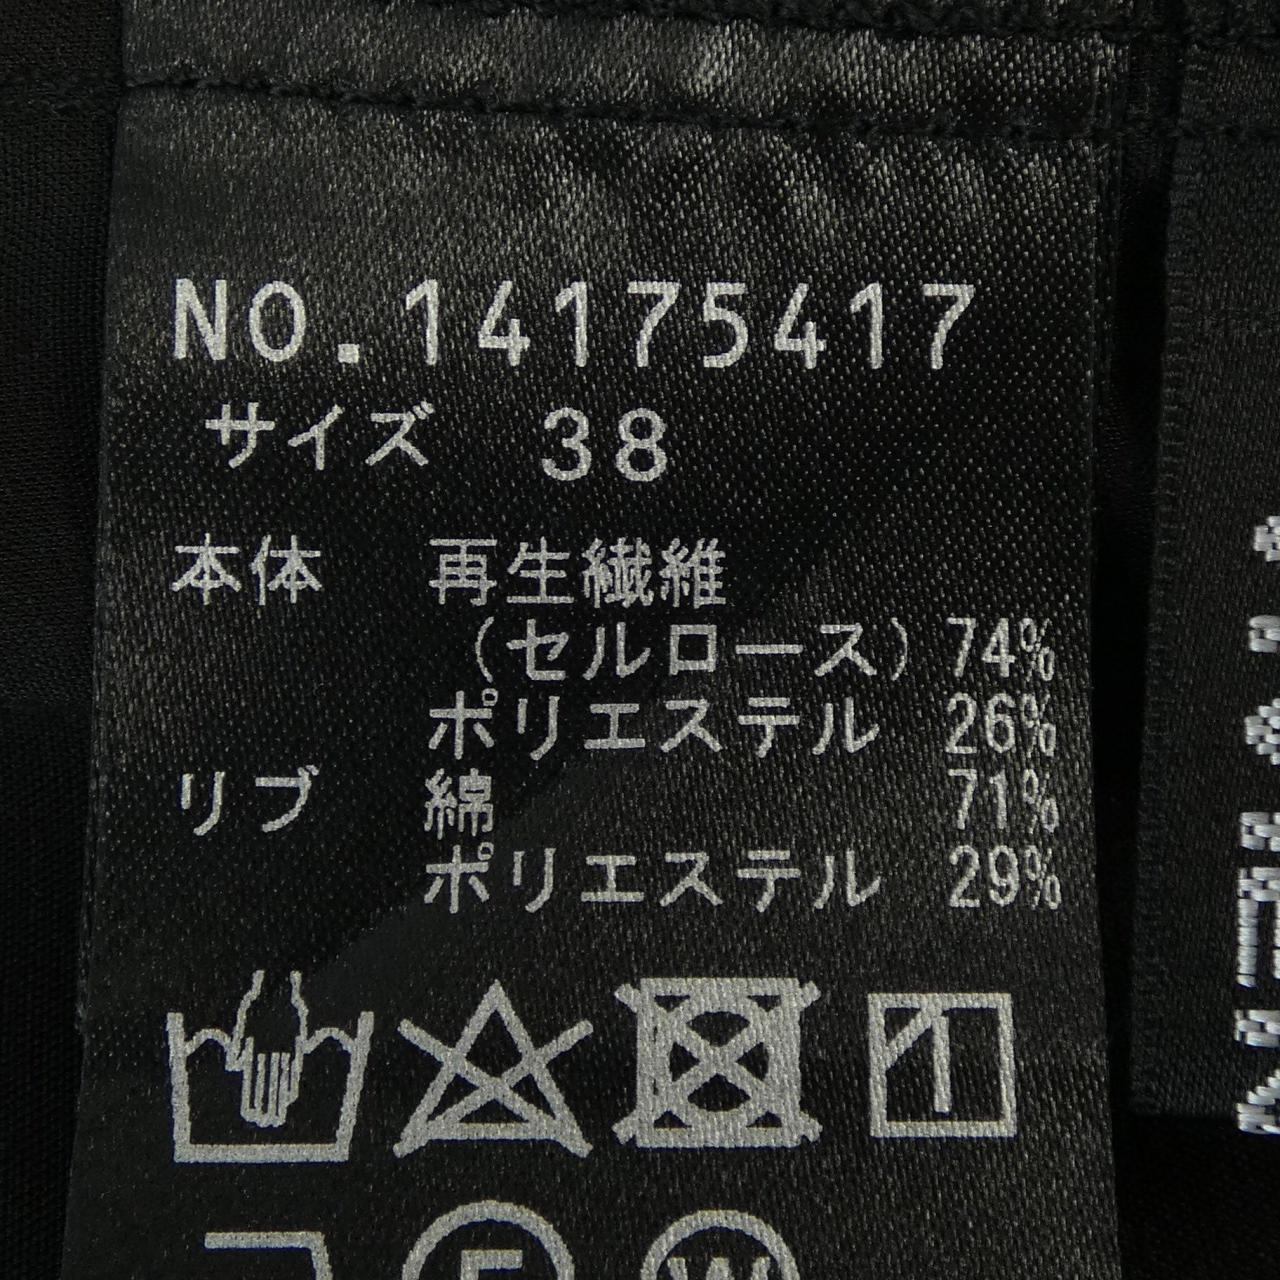 NO.14175417
サイズ 38
本体 再生繊維
（セルロース）74%
ポリエステル 26%
リブ 綿 71%
ポリエステル 29%